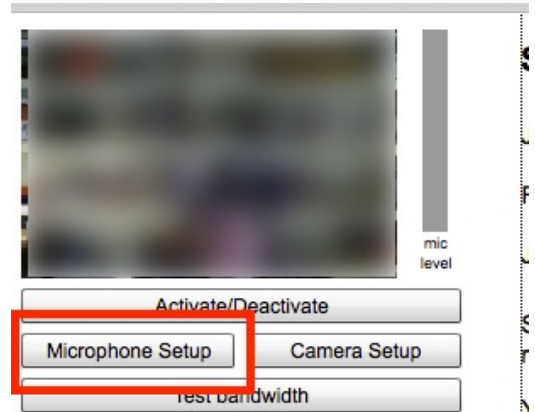 mic
level
Activate/Deactivate
Microphone Setup
Camera Setup
Test bandwidth